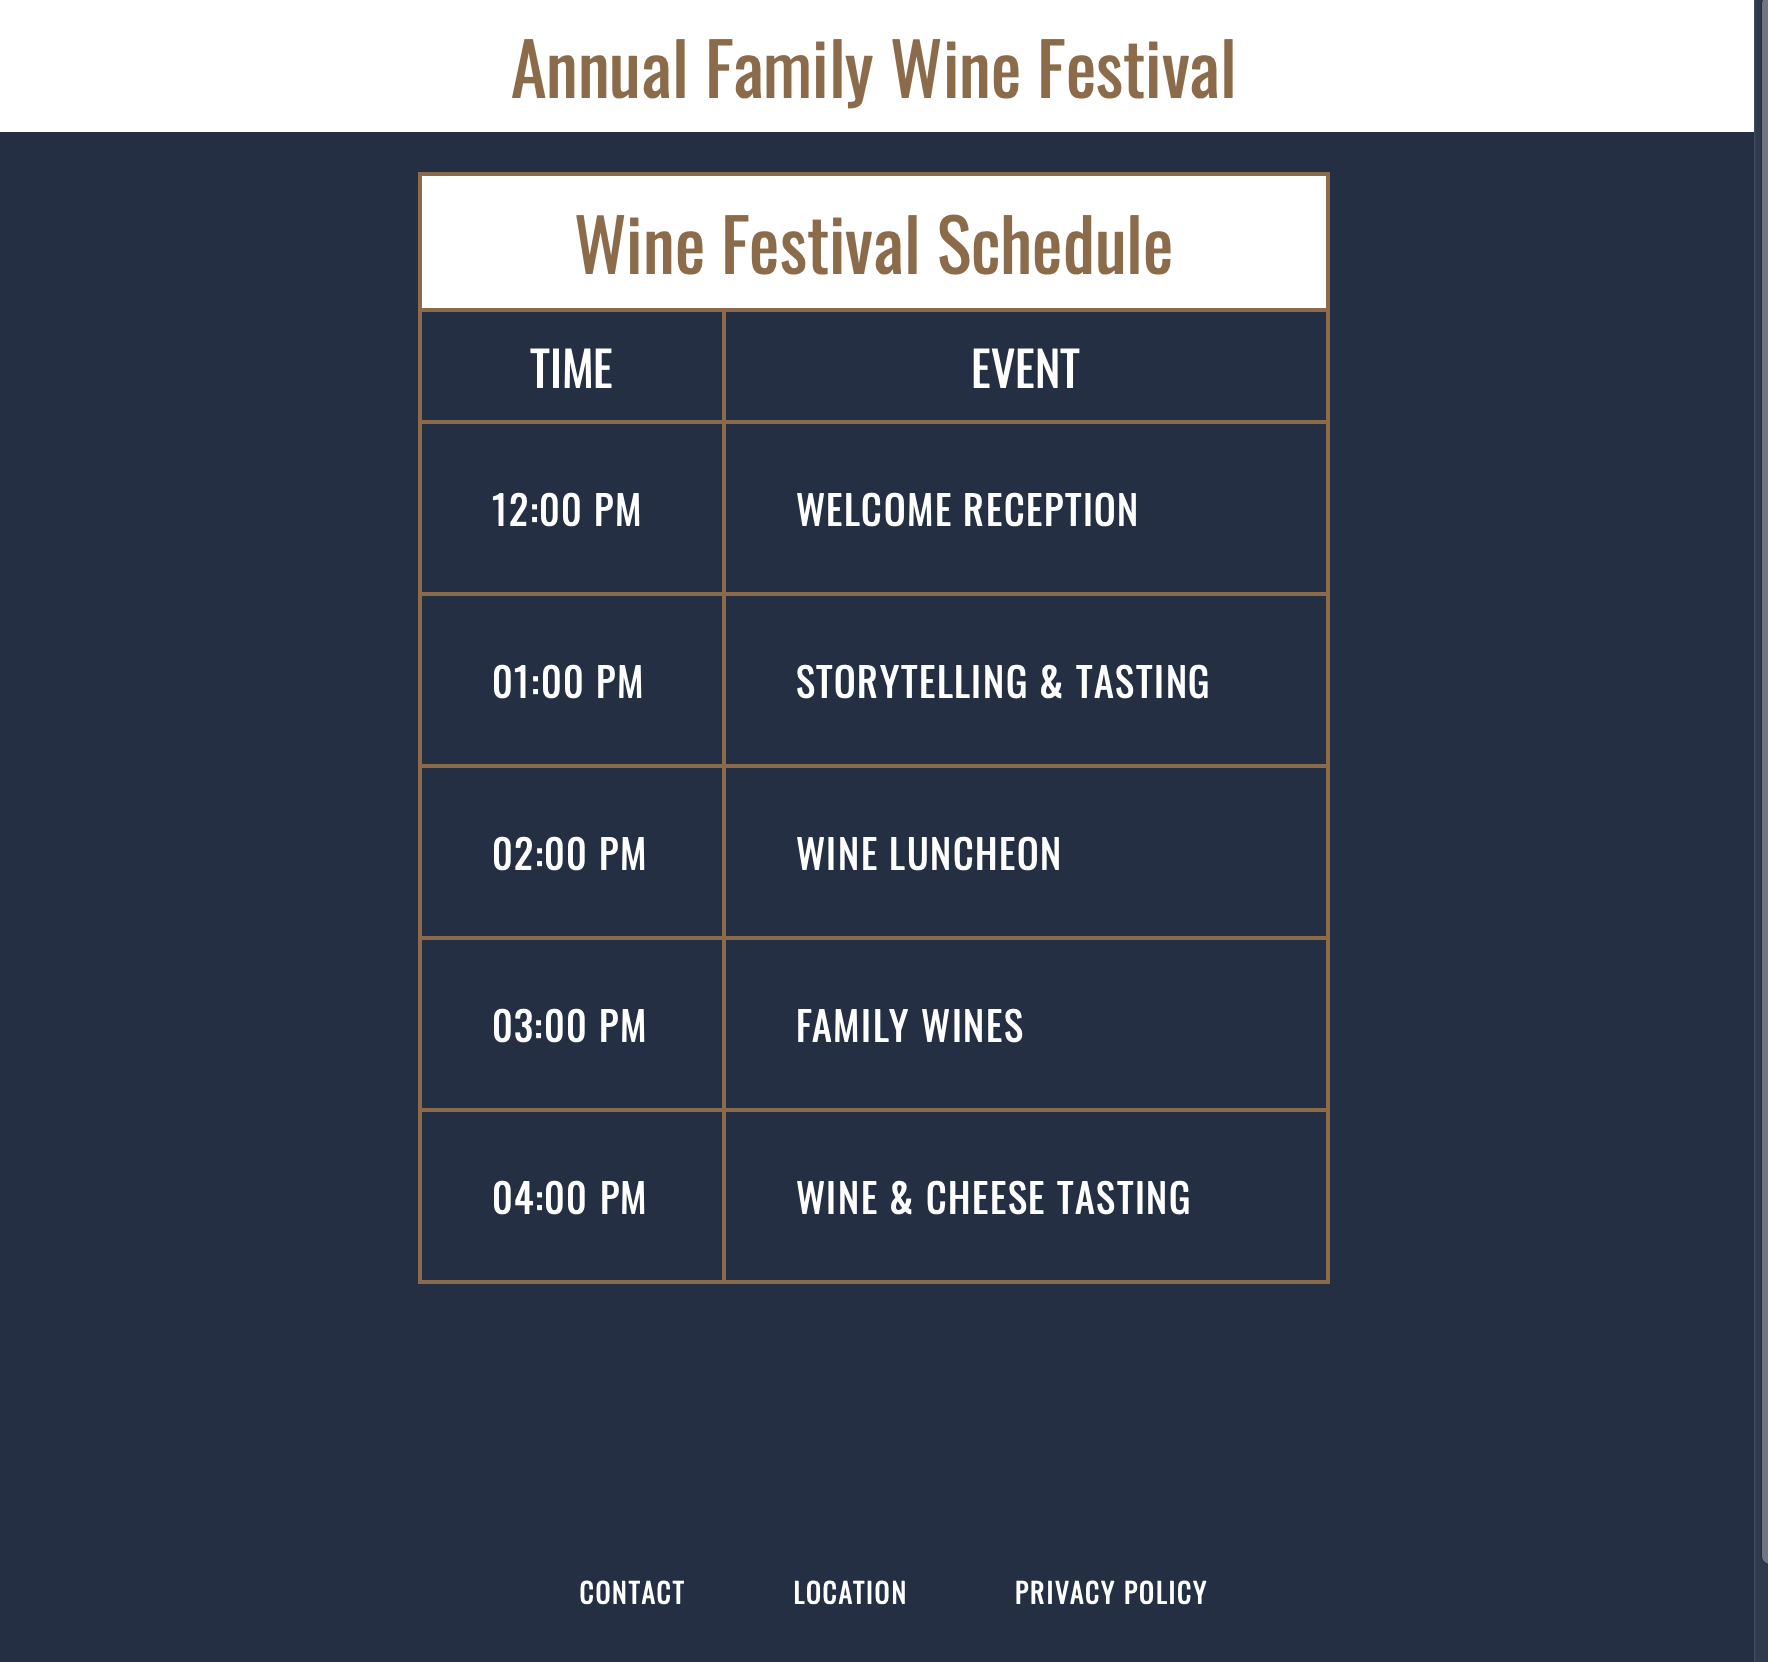 Annual Family Wine Festival
Wine Festival Schedule
TIME EVENT
12:00 PM WELCOME RECEPTION
01:00 PM STORYTELLING & TASTING
02:00 PM WINE LUNCHEON
03:00 PM FAMILY WINES
04:00 PM WINE & CHEESE TASTING
CONTACT LOCATION PRIVACY POLICY